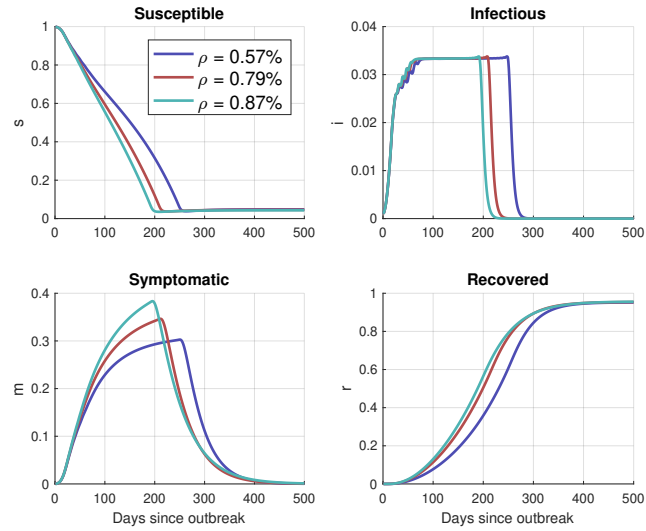 Susceptible
1
0.8
0.6
0.4
0.2
0
s
0 100 200 300 400 500
ρ = 0.57%
ρ = 0.79%
ρ = 0.87%
Infectious
0.04
0.03
0.02
0.01
0
i
0 100 200 300 400 500
Symptomatic
0.4
0.3
0.2
0.1
0
m
0 100 200 300 400 500
Days since outbreak
Recovered
1
0.8
0.6
0.4
0.2
0
r
0 100 200 300 400 500
Days since outbreak